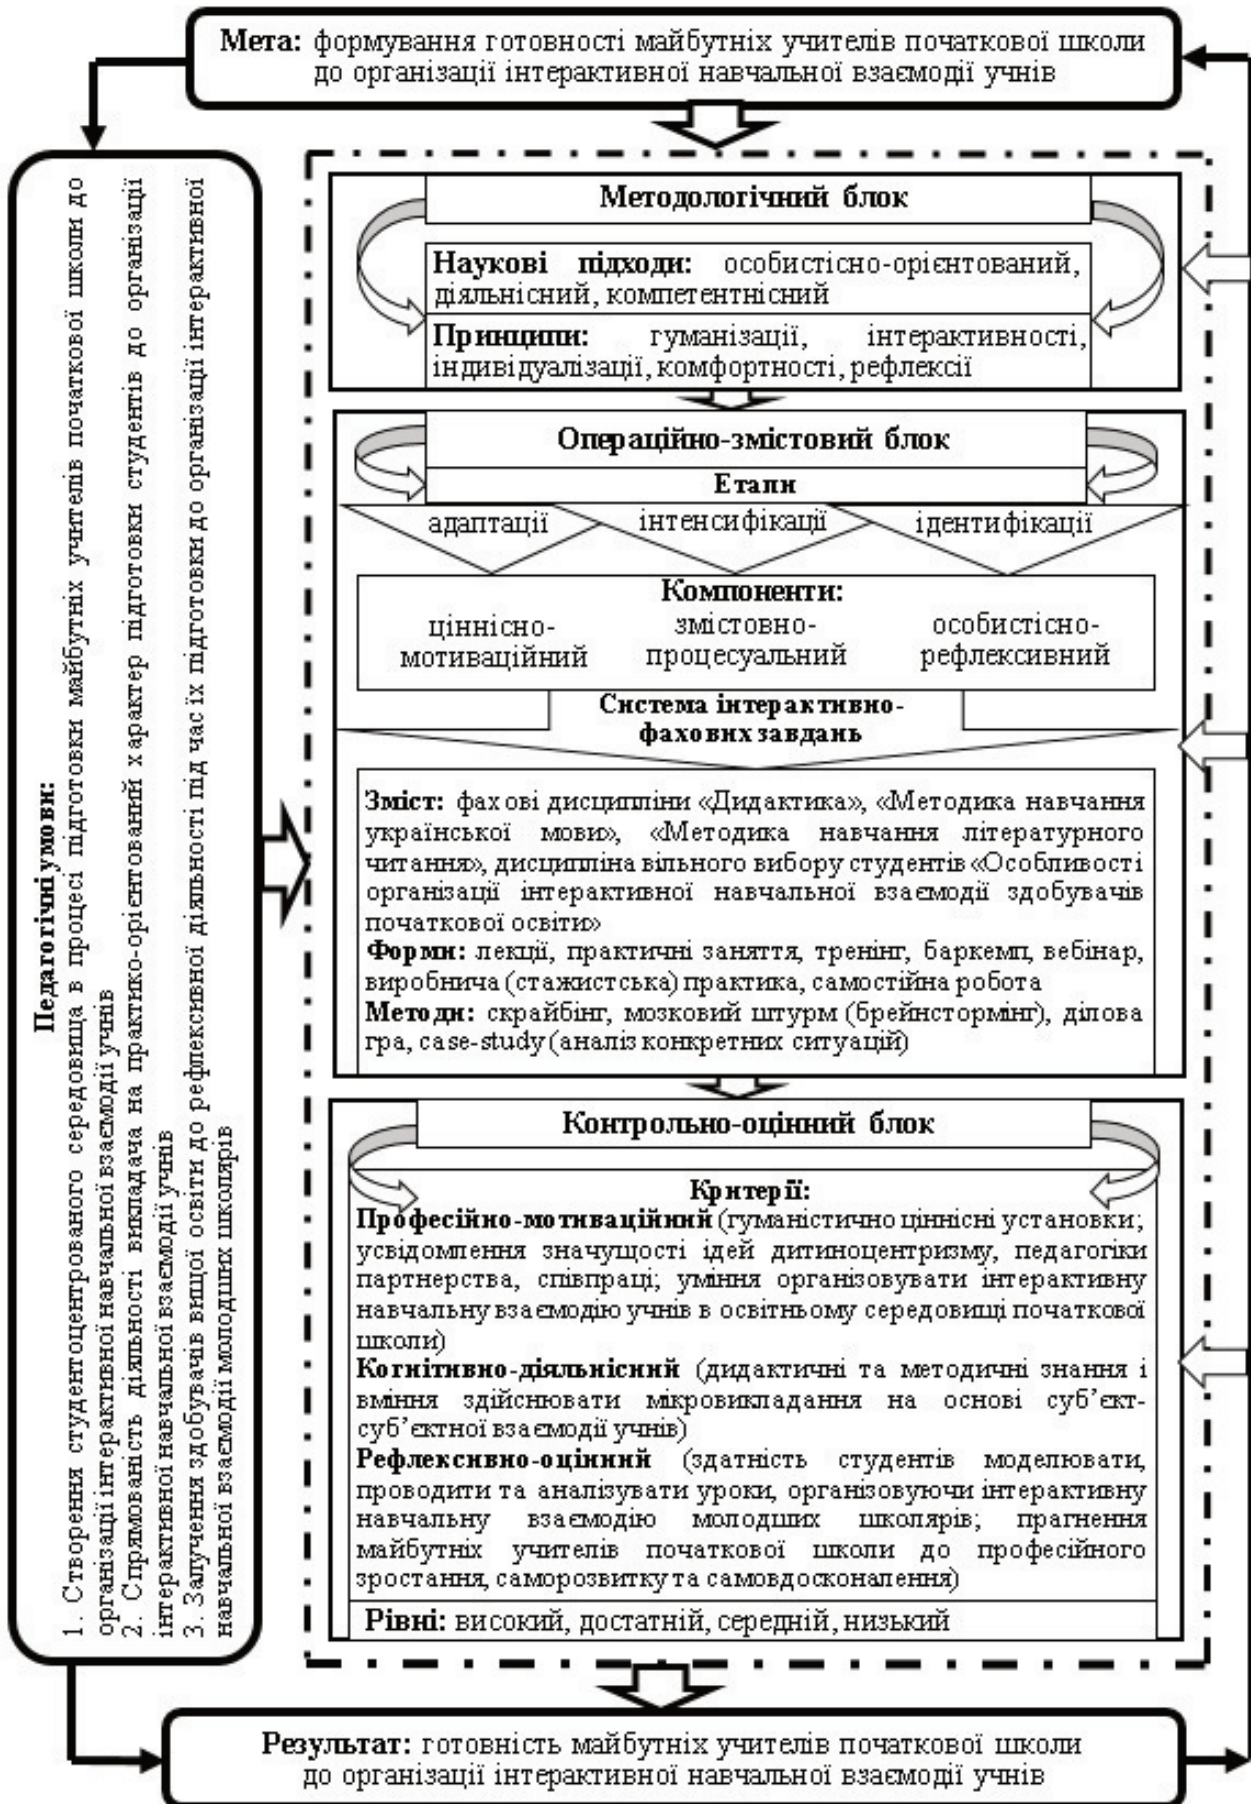 Мета: формування готовності майбутніх учителів початкової школи
до організації інтерактивної навчальної взаємодії учнів
Педагогічні умови:
1. Створення студентоцентрованого середовища в процесі підготовки майбутніх учителів початкової школи до
організації інтерактивної навчальної взаємодії учнів
2. Спрямованість діяльності викладача на практико-орієнтований характер підготовки студентів до організації
інтерактивної навчальної взаємодії учнів
3. Залучення здобувачів вищої освіти до рефлексивної діяльності під час їх підготовки до організації інтерактивної
навчальної взаємодії молодших школярів
Методологічний блок
Наукові підходи: особистісно-орієнтований,
діяльнісний, компетентнісний
Принципи: гуманізації, інтерактивності,
індивідуалізації, комфортності, рефлексії
Операційно-змістовий блок
Етапи
адаптації інтенсифікації ідентифікації
Компоненти:
ціннісно- змістовно- особистісно-
мотиваційний процесуальний рефлексивний
Система інтерактивно-
фахових завдань
Зміст: фахові дисципліни «Дидактика», «Методика навчання
української мови», «Методика навчання літературного
читання», дисципліна вільного вибору студентів «Особливості
організації інтерактивної навчальної взаємодії здобувачів
початкової освіти»
Форми: лекції, практичні заняття, тренінг, баркемп, вебінар,
виробнича (стажистська) практика, самостійна робота
Методи: скрайбінг, мозковий штурм (брейнстормінг), ділова
гра, case-study (аналіз конкретних ситуацій)
Контрольно-оцінний блок
Критерії:
Професійно-мотиваційний (гуманістично ціннісні установки;
усвідомлення значущості ідей дитиноцентризму, педагогіки
партнерства, співпраці; уміння організовувати інтерактивну
навчальну взаємодію учнів в освітньому середовищі початкової
школи)
Когнітивно-діяльнісний (дидактичні та методичні знання і
вміння здійснювати мікровикладання на основі суб’єкт-
суб’єктної взаємодії учнів)
Рефлексивно-оцінний (здатність студентів моделювати,
проводити та аналізувати уроки, організовуючи інтерактивну
навчальну взаємодію молодших школярів; прагнення
майбутніх учителів початкової школи до професійного
зростання, саморозвитку та самовдосконалення)
Рівні: високий, достатній, середній, низький
Результат: готовність майбутніх учителів початкової школи
до організації інтерактивної навчальної взаємодії учнів